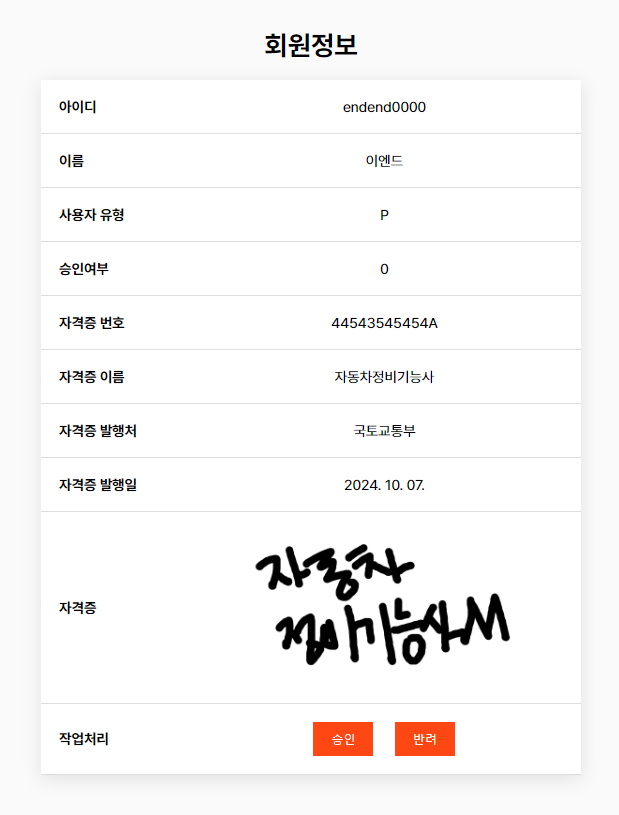 회원정보
아이디 endend0000
이름 이엔드
사용자 유형 P
승인여부 0
자격증 번호 44543545454A
자격증 이름 자동차정비기능사
자격증 발행처 국토교통부
자격증 발행일 2024. 10. 07.
자격증
자동차
정비기능사
작업처리 승인 반려